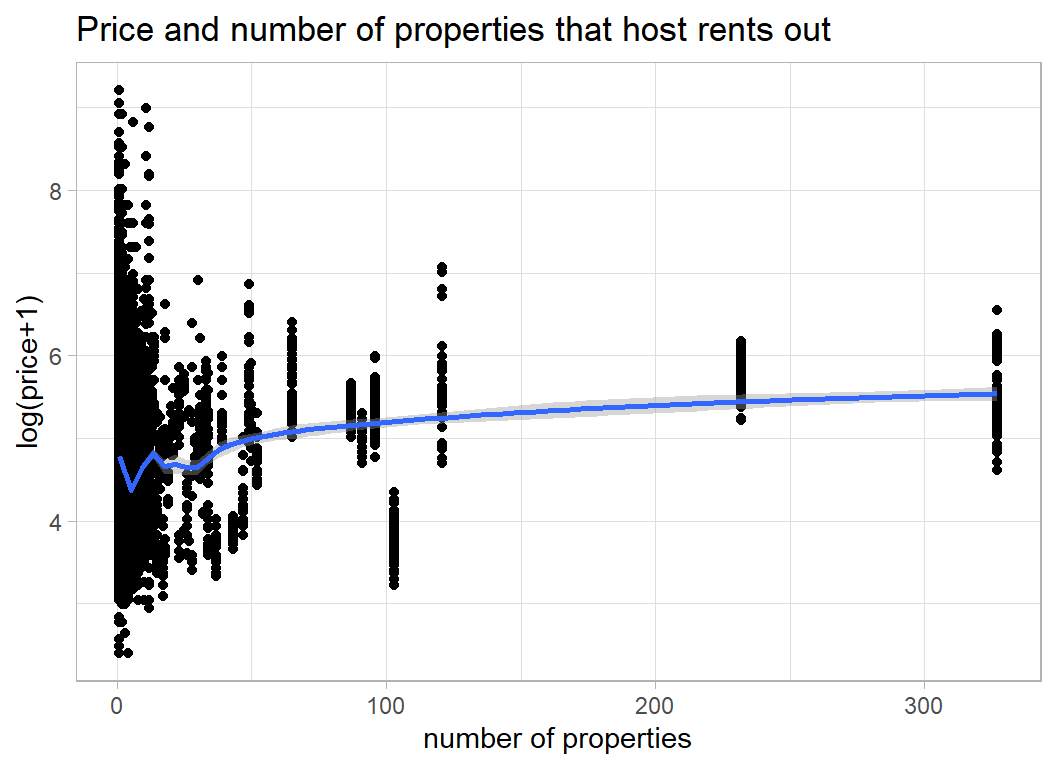 Price and number of properties that host rents out
log(price+1)
8
6
4
0 100 200 300
number of properties